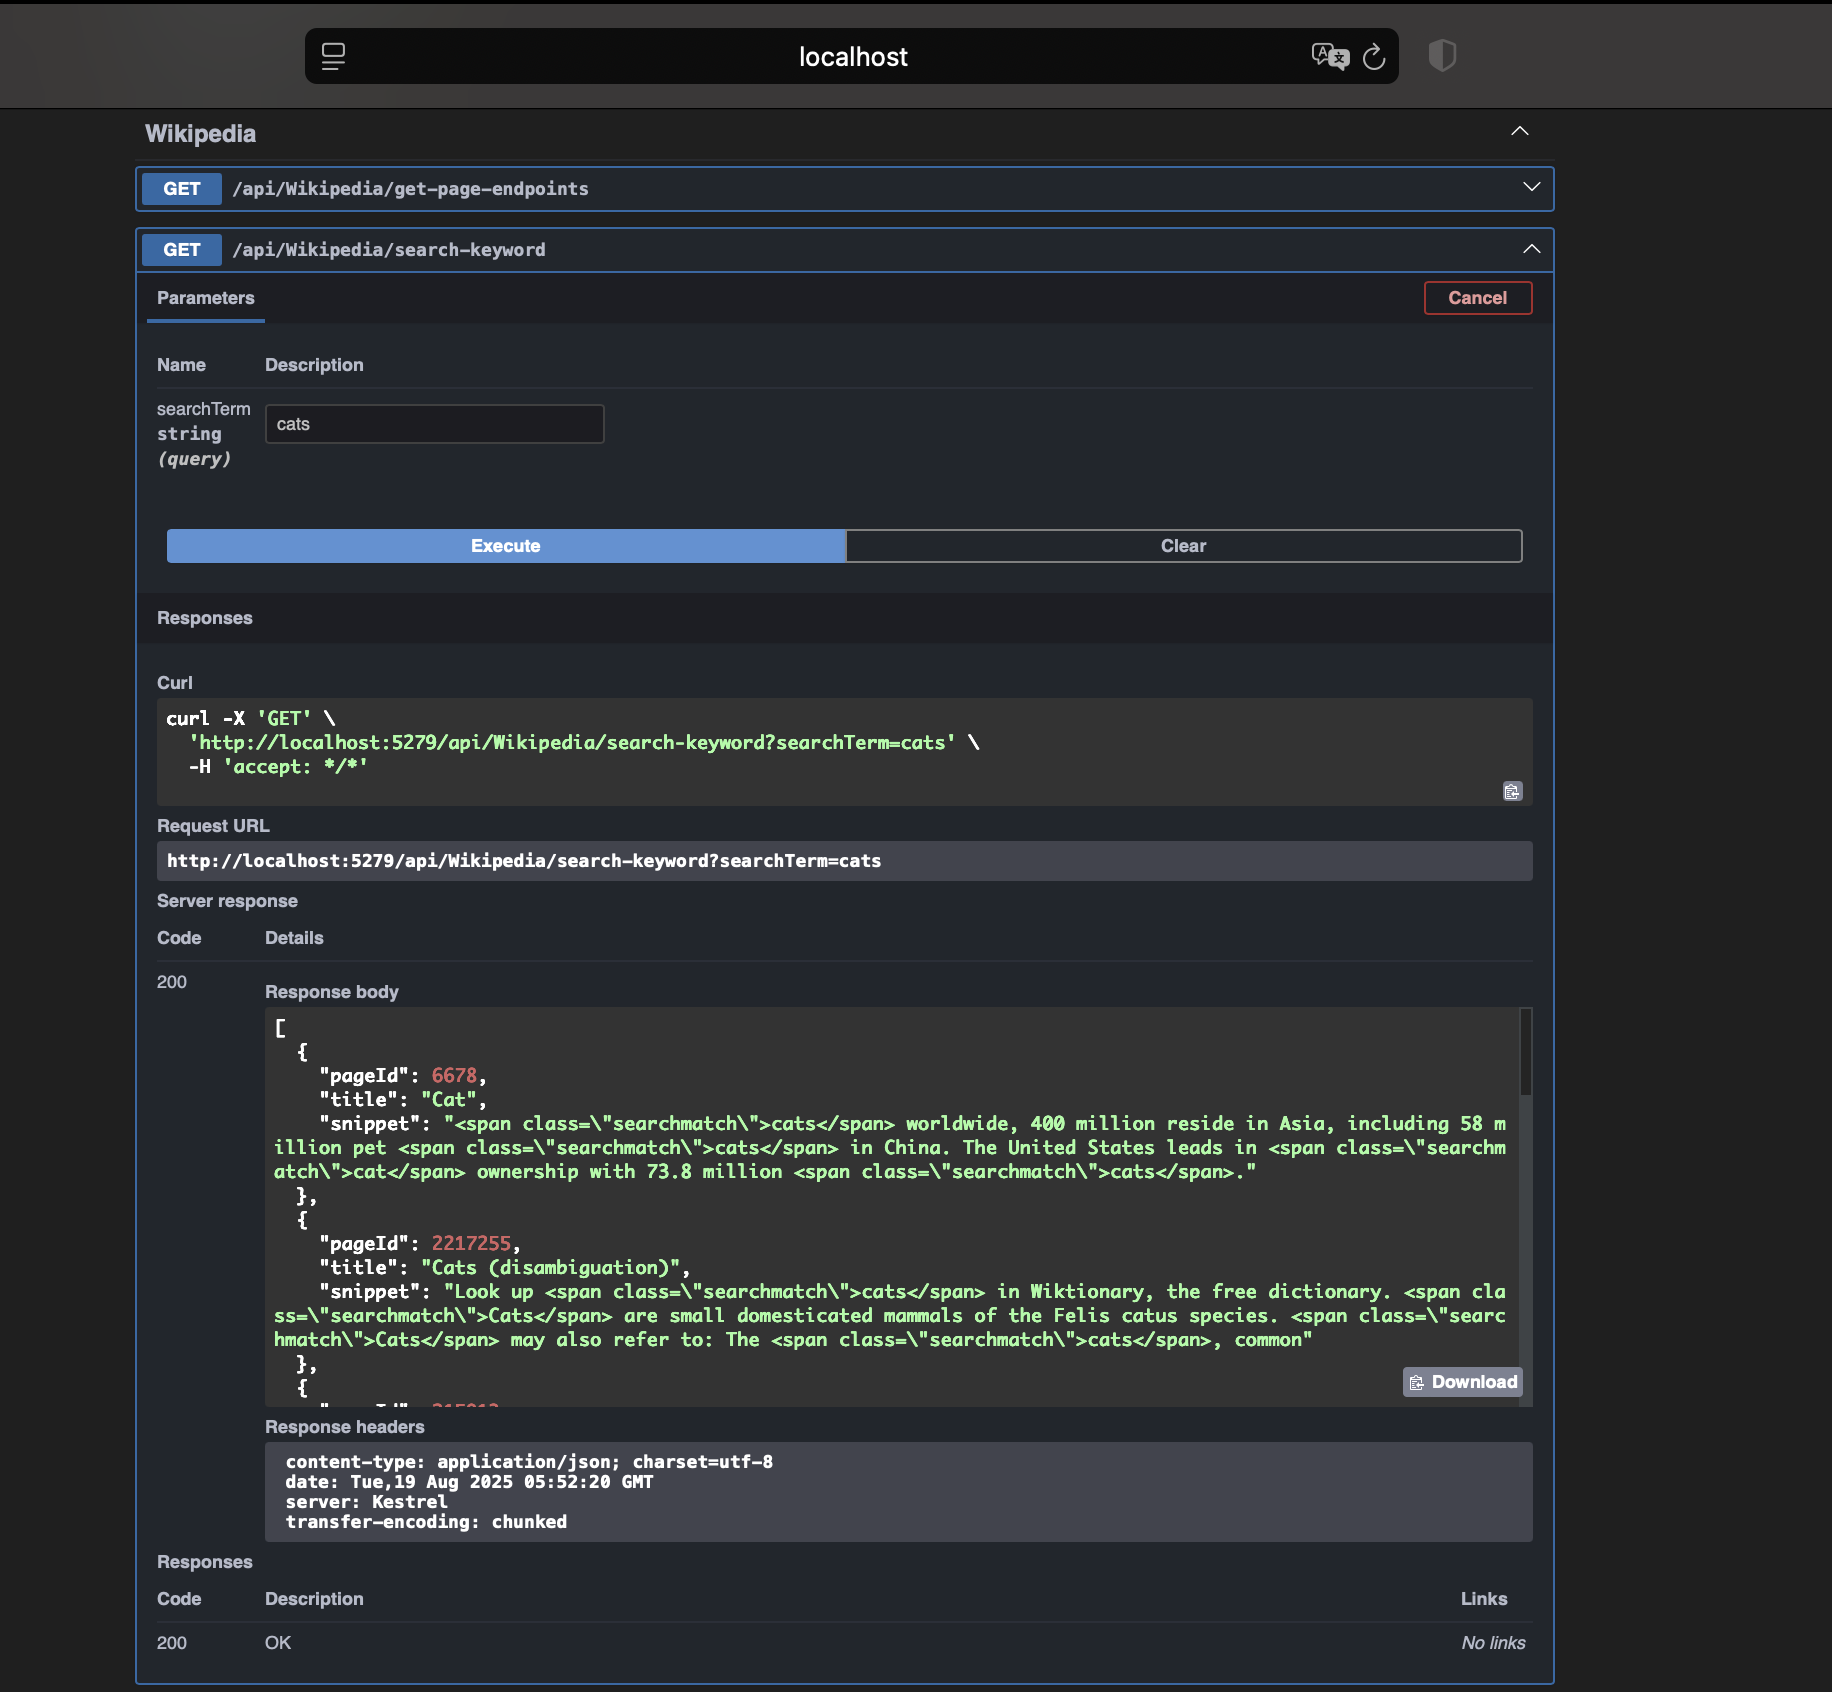 localhost
Wikipedia
GET /api/Wikipedia/get-page-endpoints
GET /api/Wikipedia/search-keyword
Parameters
Cancel
Name Description
searchTerm
string
(query)
cats
Execute Clear
Responses
Curl
curl -X 'GET' \
'http://localhost:5279/api/Wikipedia/search-keyword?searchTerm=cats' \
-H 'accept: */*'
Request URL
http://localhost:5279/api/Wikipedia/search-keyword?searchTerm=cats
Server response
Code Details
200
Response body
[
{
"pageId": 6678,
"title": "Cat",
"snippet": "<span class=\"searchmatch\">cats</span> worldwide, 400 million reside in Asia, including 58 m
illion pet <span class=\"searchmatch\">cats</span> in China. The United States leads in <span class=\"searchm
atch\">cat</span> ownership with 73.8 million <span class=\"searchmatch\">cats</span>."
},
{
"pageId": 2217255,
"title": "Cats (disambiguation)",
"snippet": "Look up <span class=\"searchmatch\">cats</span> in Wiktionary, the free dictionary. <span cla
ss=\"searchmatch\">Cats</span> are small domesticated mammals of the Felis catus species. <span class=\"searc
hmatch\">Cats</span> may also refer to: The <span class=\"searchmatch\">cats</span>, common"
},
{
Download
Response headers
content-type: application/json; charset=utf-8
date: Tue,19 Aug 2025 05:52:20 GMT
server: Kestrel
transfer-encoding: chunked
Responses
Code Description Links
200 OK No links